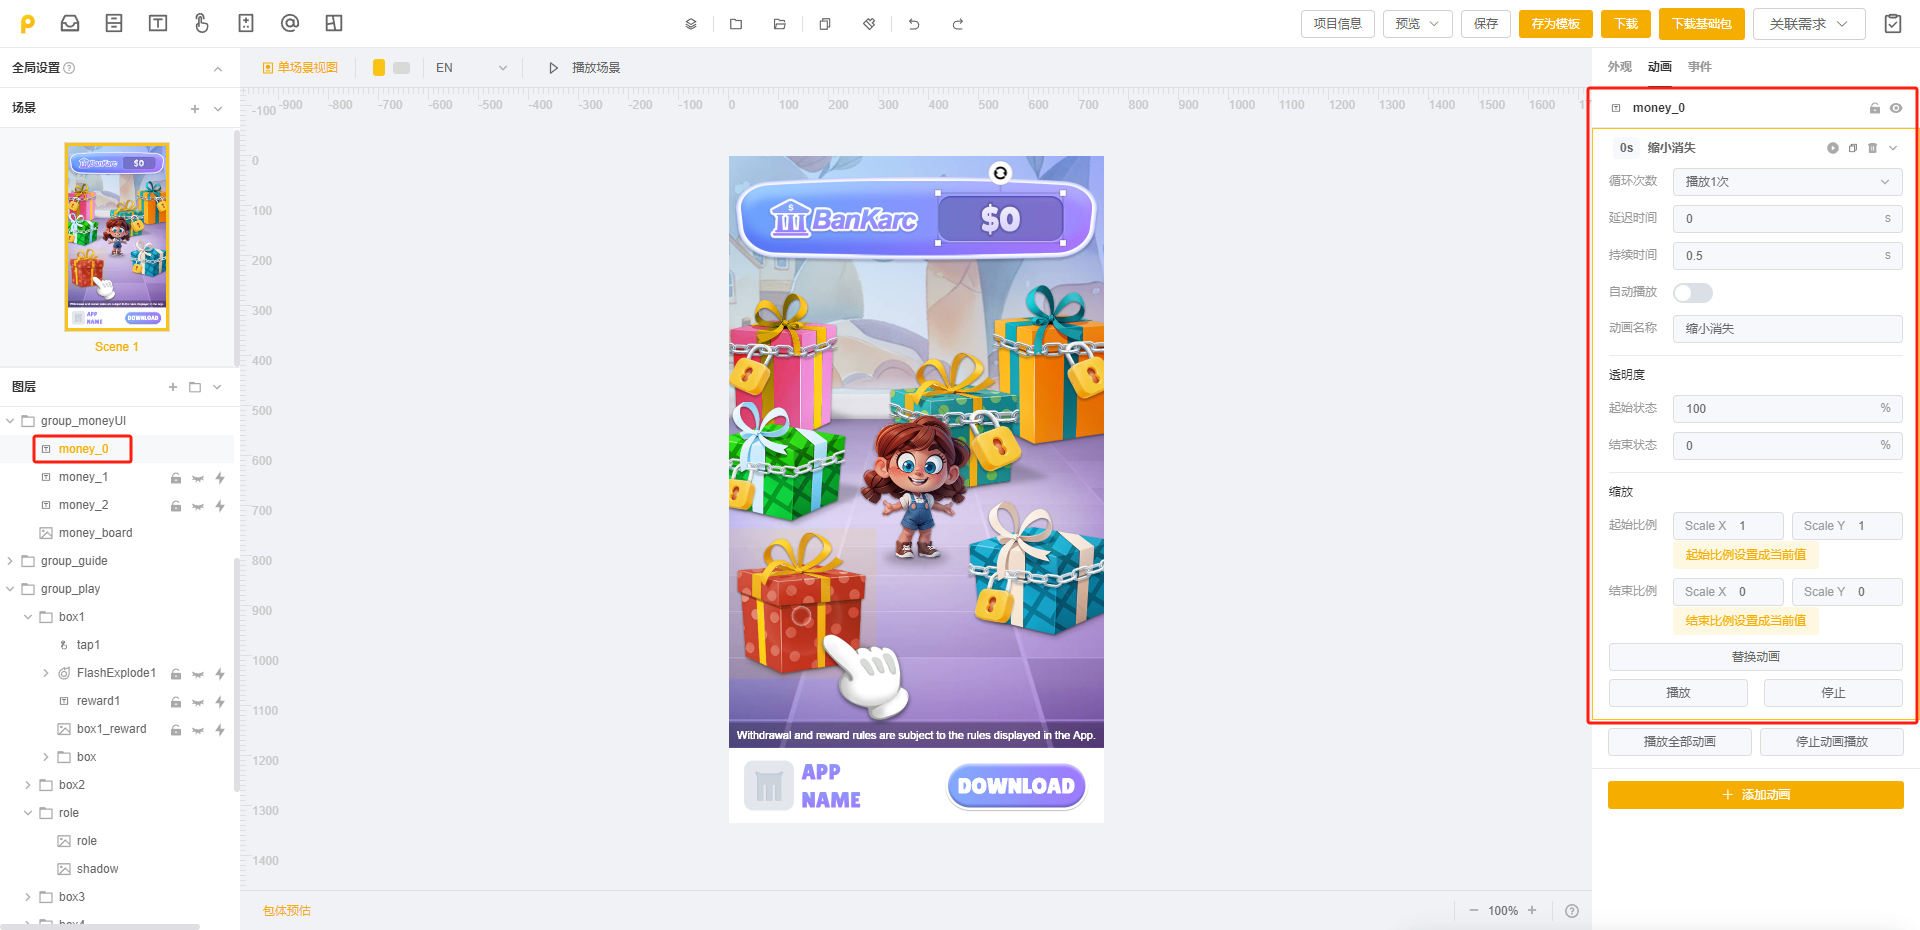 项目信息
预览
保存
存为模板
下载
下载基础包
关联需求
全局设置
单场景视图
EN
播放场景
外观
动画
事件
场景
-900 -800 -700 -600 -500 -400 -300 -200 -100 0 100 200 300 400 500 600 700 800 900 1000 1100 1200 1300 1400 1500 1600
-100
0
100
200
300
400
500
600
700
800
900
1000
1100
1200
1300
1400
BanKarc $0
APP
NAME
DOWNLOAD
Scene 1
图层
group_moneyUI
money_0
money_1
money_2
money_board
group_guide
group_play
box1
tap1
FlashExplode1
reward1
box1_reward
box
box2
role
role
shadow
box3
box4
BanKarc
$0
Withdrawal and reward rules are subject to the rules displayed in the App.
APP
NAME
DOWNLOAD
包体预估
100%
money_0
0s 缩小消失
循环次数 播放1次
延迟时间 0 s
持续时间 0.5 s
自动播放
动画名称 缩小消失
透明度
起始状态 100 %
结束状态 0 %
缩放
起始比例 Scale X 1 Scale Y 1
起始比例设置成当前值
结束比例 Scale X 0 Scale Y 0
结束比例设置成当前值
替换动画
播放 停止
播放全部动画 停止动画播放
添加动画